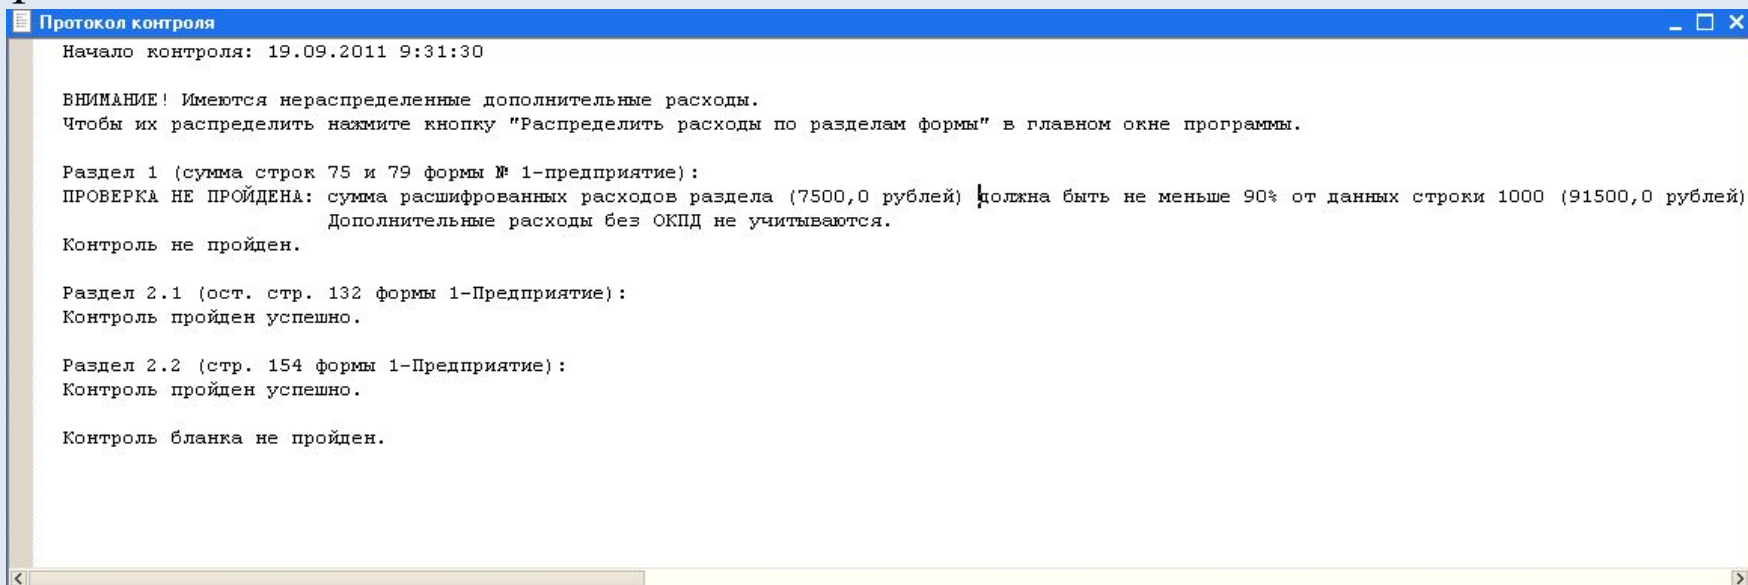 Протокол контроля
Начало контроля: 19.09.2011 9:31:30
ВНИМАНИЕ! Имеются нераспределенные дополнительные расходы.
Чтобы их распределить нажмите кнопку "Распределить расходы по разделам формы" в главном окне программы.
Раздел 1 (сумма строк 75 и 79 формы № 1-предприятие):
ПРОВЕРКА НЕ ПРОЙДЕНА: сумма расшифрованных расходов раздела (7500,0 рублей) должна быть не меньше 90% от данных строки 1000 (91500,0 рублей)
Дополнительные расходы без ОКПД не учитываются.
Контроль не пройден.
Раздел 2.1 (ост. стр. 132 формы 1-Предприятие):
Контроль пройден успешно.
Раздел 2.2 (стр. 154 формы 1-Предприятие):
Контроль пройден успешно.
Контроль бланка не пройден.